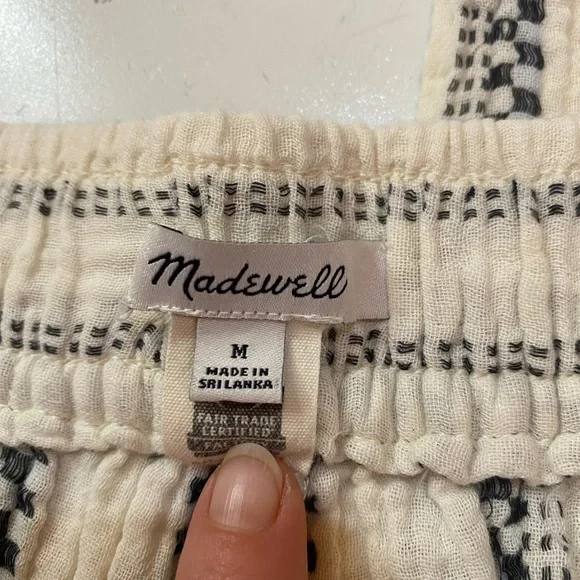 Madewell
M
MADE IN
SRI LANKA
FAIR TRADE
CERTIFIED